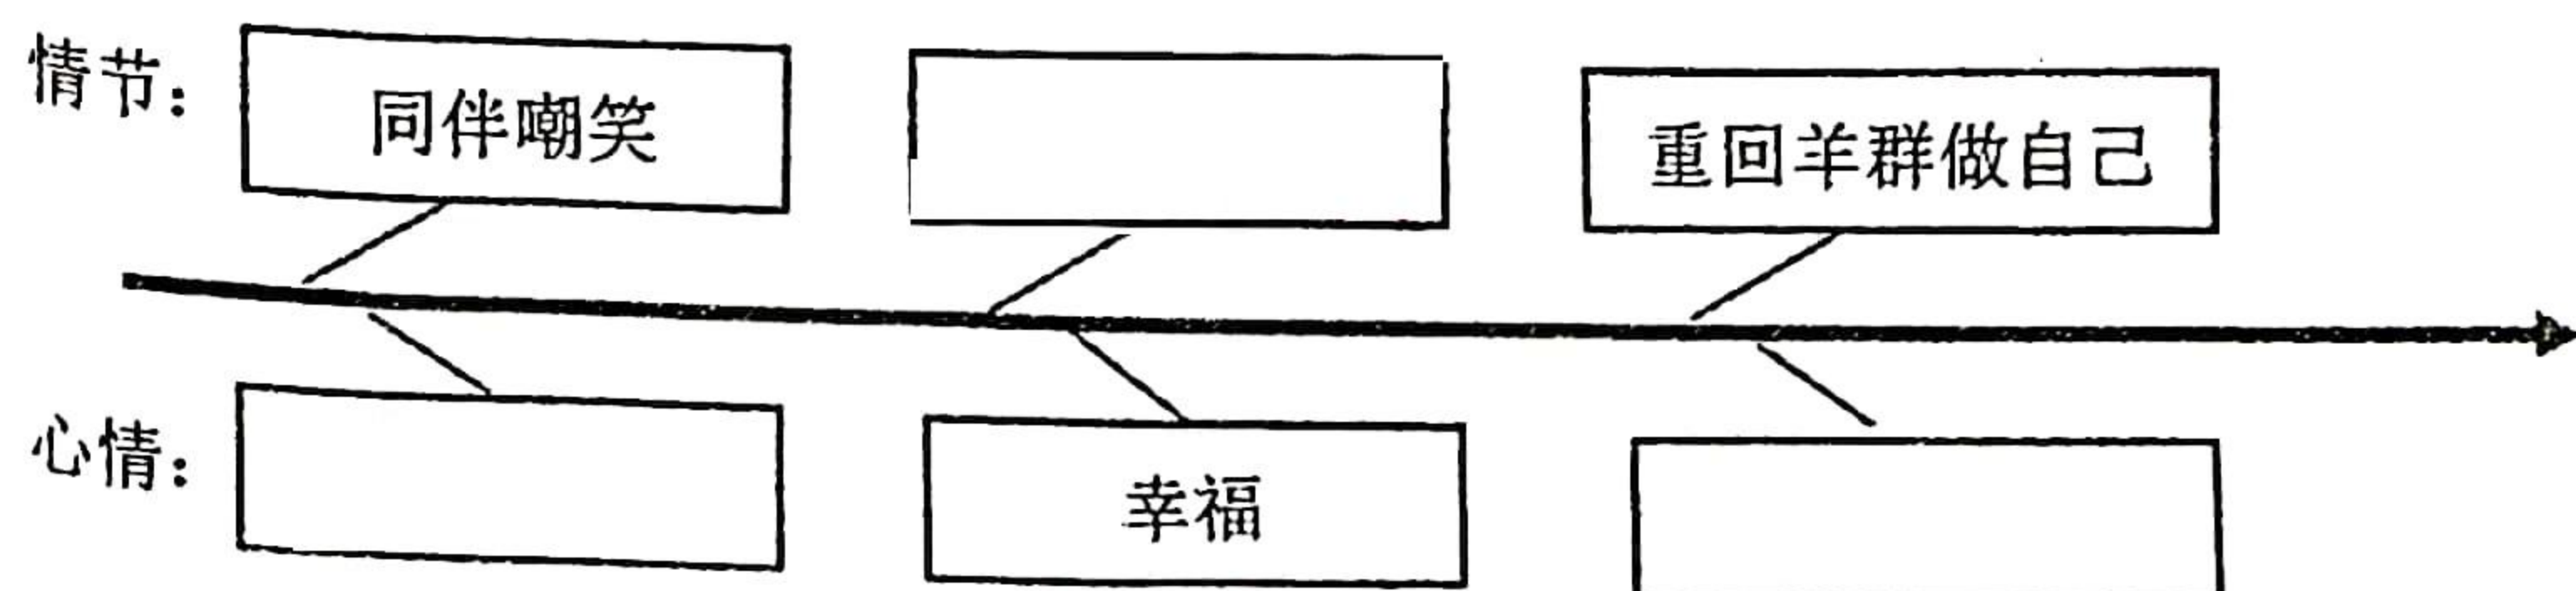 情节：
同伴嘲笑
重回羊群做自己
心情：
幸福